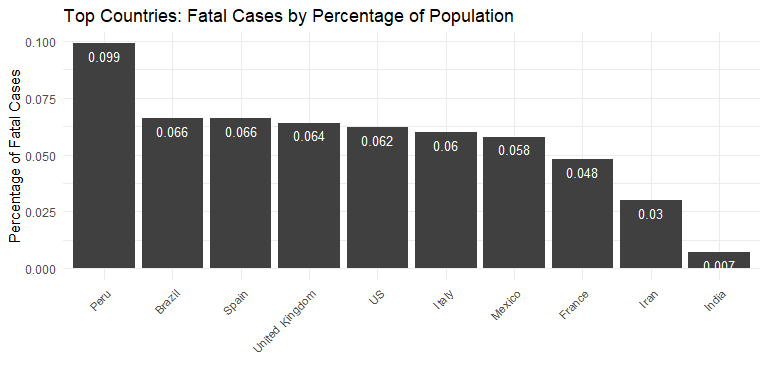 Top Countries: Fatal Cases by Percentage of Population
Percentage of Fatal Cases
0.100
0.075
0.050
0.025
0.000
0.099
0.066
0.066
0.064
0.062
0.06
0.058
0.048
0.03
0.007
Peru
Brazil
Spain
United Kingdom
US
Italy
Mexico
France
Iran
India